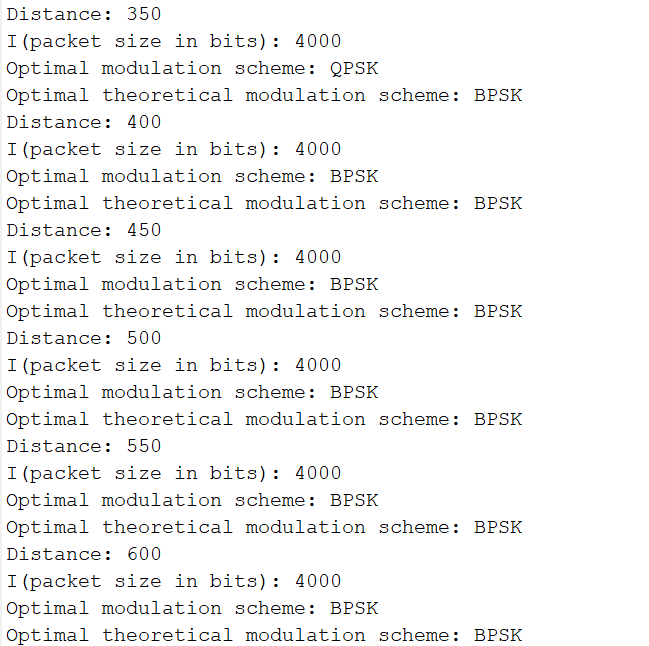 Distance: 350
I(packet size in bits): 4000
Optimal modulation scheme: QPSK
Optimal theoretical modulation scheme: BPSK
Distance: 400
I(packet size in bits): 4000
Optimal modulation scheme: BPSK
Optimal theoretical modulation scheme: BPSK
Distance: 450
I(packet size in bits): 4000
Optimal modulation scheme: BPSK
Optimal theoretical modulation scheme: BPSK
Distance: 500
I(packet size in bits): 4000
Optimal modulation scheme: BPSK
Optimal theoretical modulation scheme: BPSK
Distance: 550
I(packet size in bits): 4000
Optimal modulation scheme: BPSK
Optimal theoretical modulation scheme: BPSK
Distance: 600
I(packet size in bits): 4000
Optimal modulation scheme: BPSK
Optimal theoretical modulation scheme: BPSK